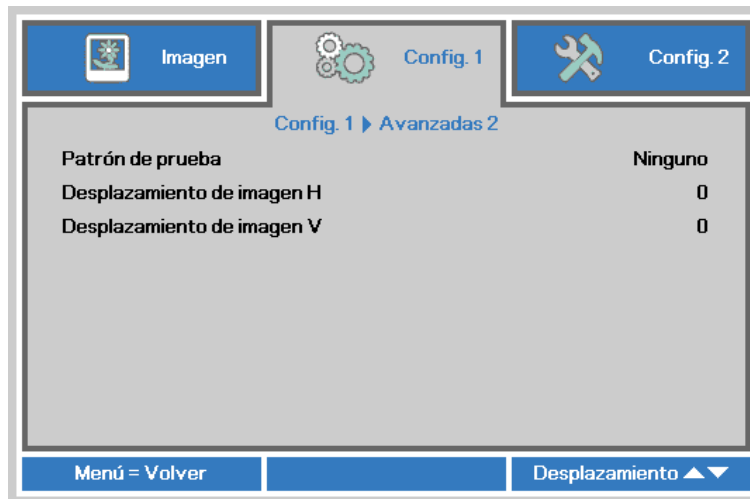 Imagen Config. 1 Config. 2
Config. 1 ▶ Avanzadas 2
Patrón de prueba Ninguno
Desplazamiento de imagen H 0
Desplazamiento de imagen V 0
Menú = Volver Desplazamiento ▲▼